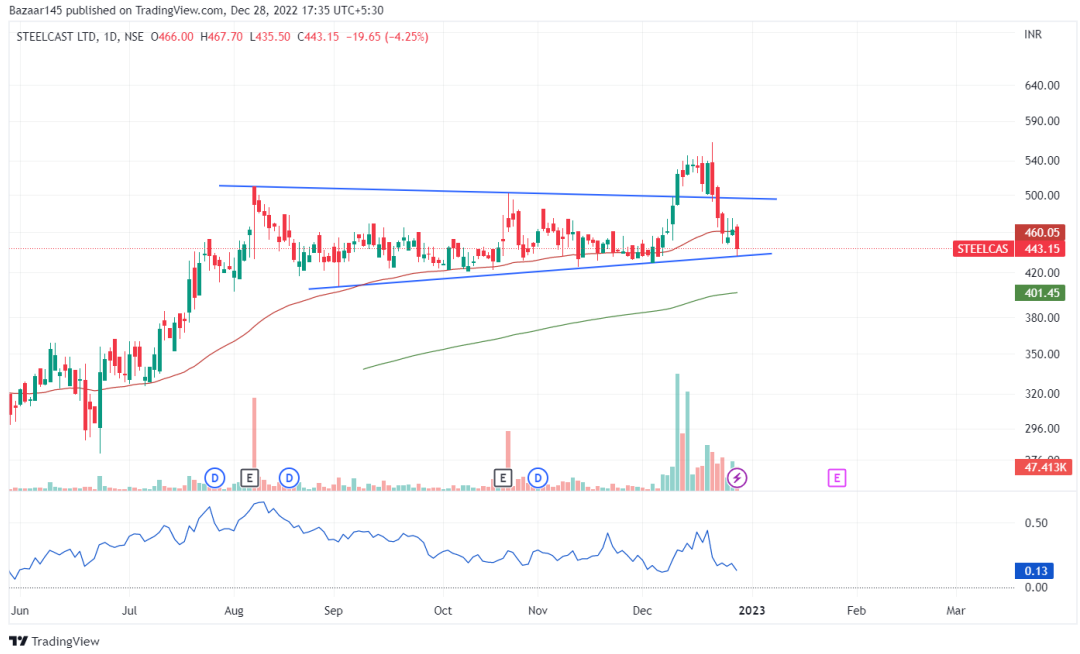 Bazaar145 published on TradingView.com, Dec 28, 2022 17:35 UTC+5:30
STEELCAST LTD, 1D, NSE O466.00 H467.70 L435.50 C443.15 −19.65 (−4.25%)
INR
640.00
590.00
540.00
500.00
460.05
STEELCAS 443.15
420.00
401.45
380.00
350.00
320.00
296.00
47.413K
D E D E D E
0.50
0.13
0.00
Jun Jul Aug Sep Oct Nov Dec 2023 Feb Mar
TradingView